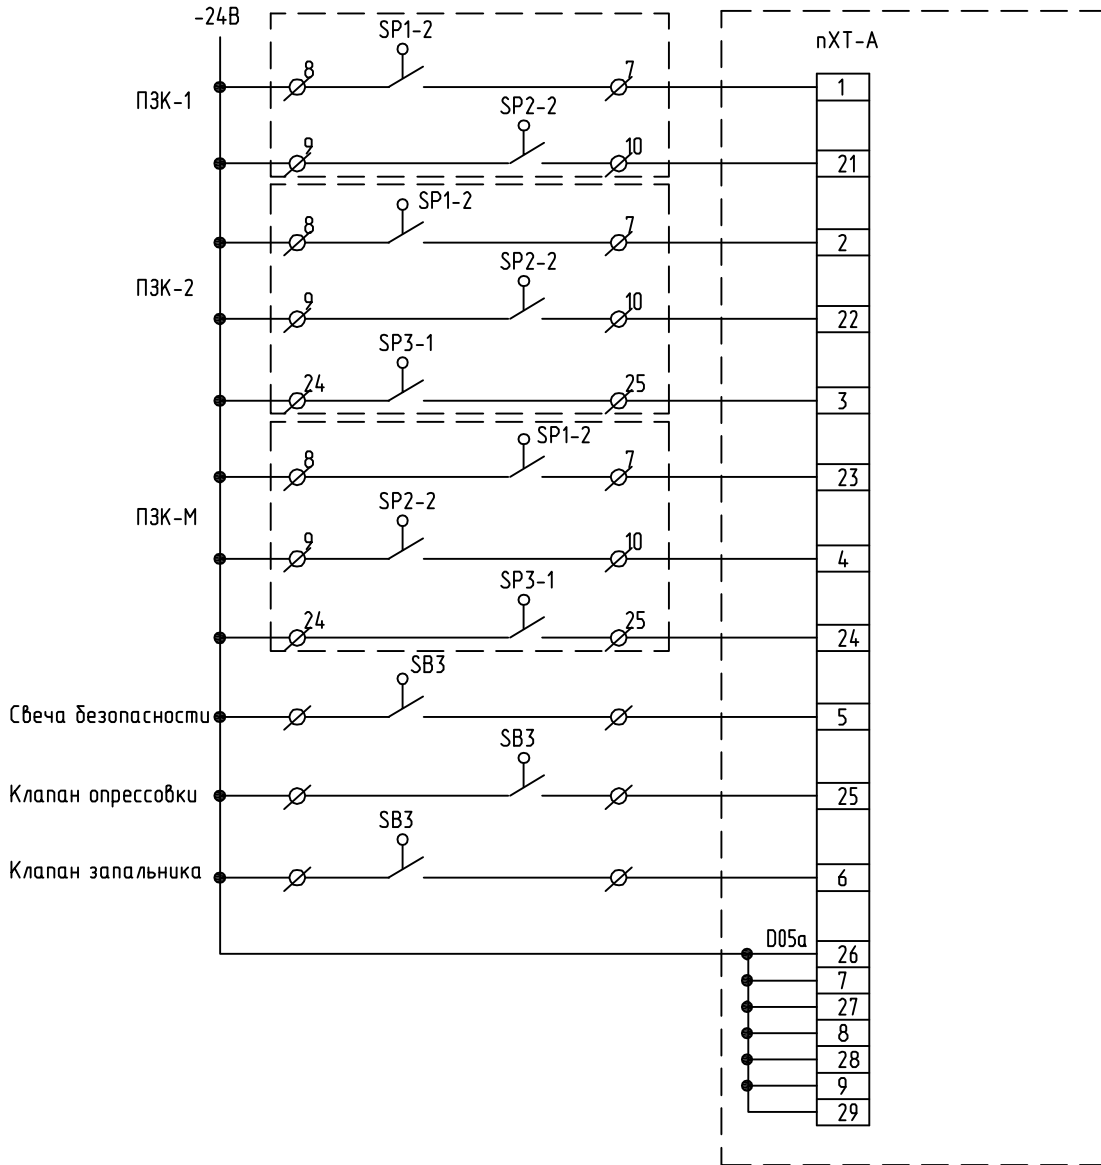 -24В
SP1-2
nXT-A
8
7
1
ПЗК-1
SP2-2
9
10
21
SP1-2
8
7
2
SP2-2
ПЗК-2
9
10
22
SP3-1
24
25
3
SP1-2
8
7
23
SP2-2
ПЗК-М
9
10
4
SP3-1
24
25
24
SB3
Свеча безопасности
5
SB3
Клапан опрессовки
25
SB3
Клапан запальника
6
D05a
26
7
27
8
28
9
29